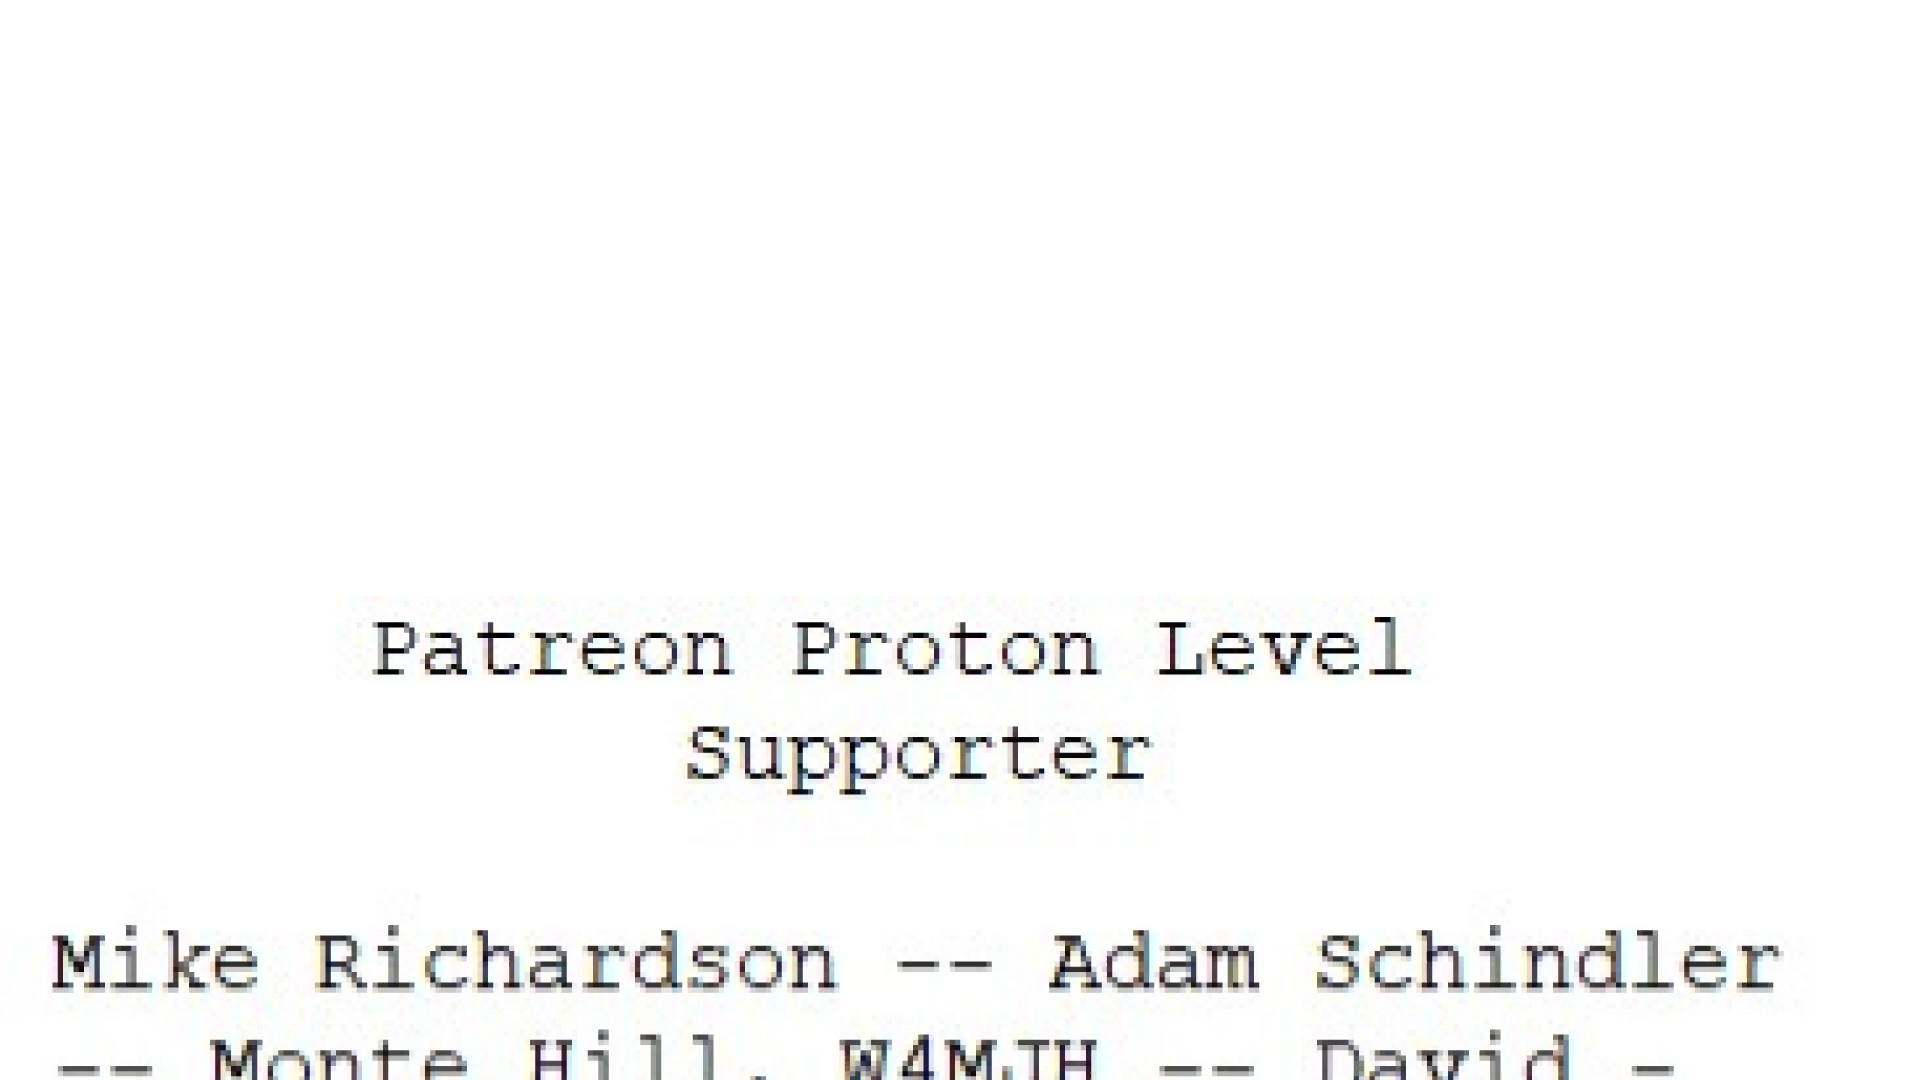 Patreon Proton Level
Supporter
Mike Richardson -- Adam Schindler
-- Monte Hill, W4MJH -- David -